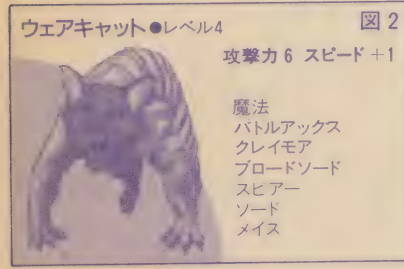 ウェアキャット●レベル4
図2
攻撃力 6 スピード+1
魔法
バトルアックス
クレイモア
ブロードソード
スピアー
ソード
メイス